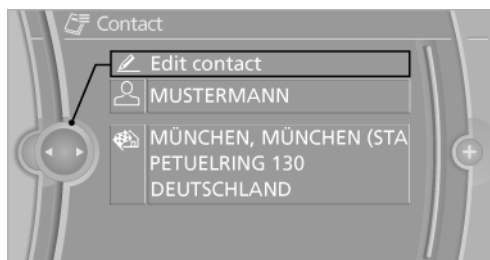 Contact
Edit contact
MUSTERMANN
MÜNCHEN, MÜNCHEN (STA
PETUELRING 130
DEUTSCHLAND